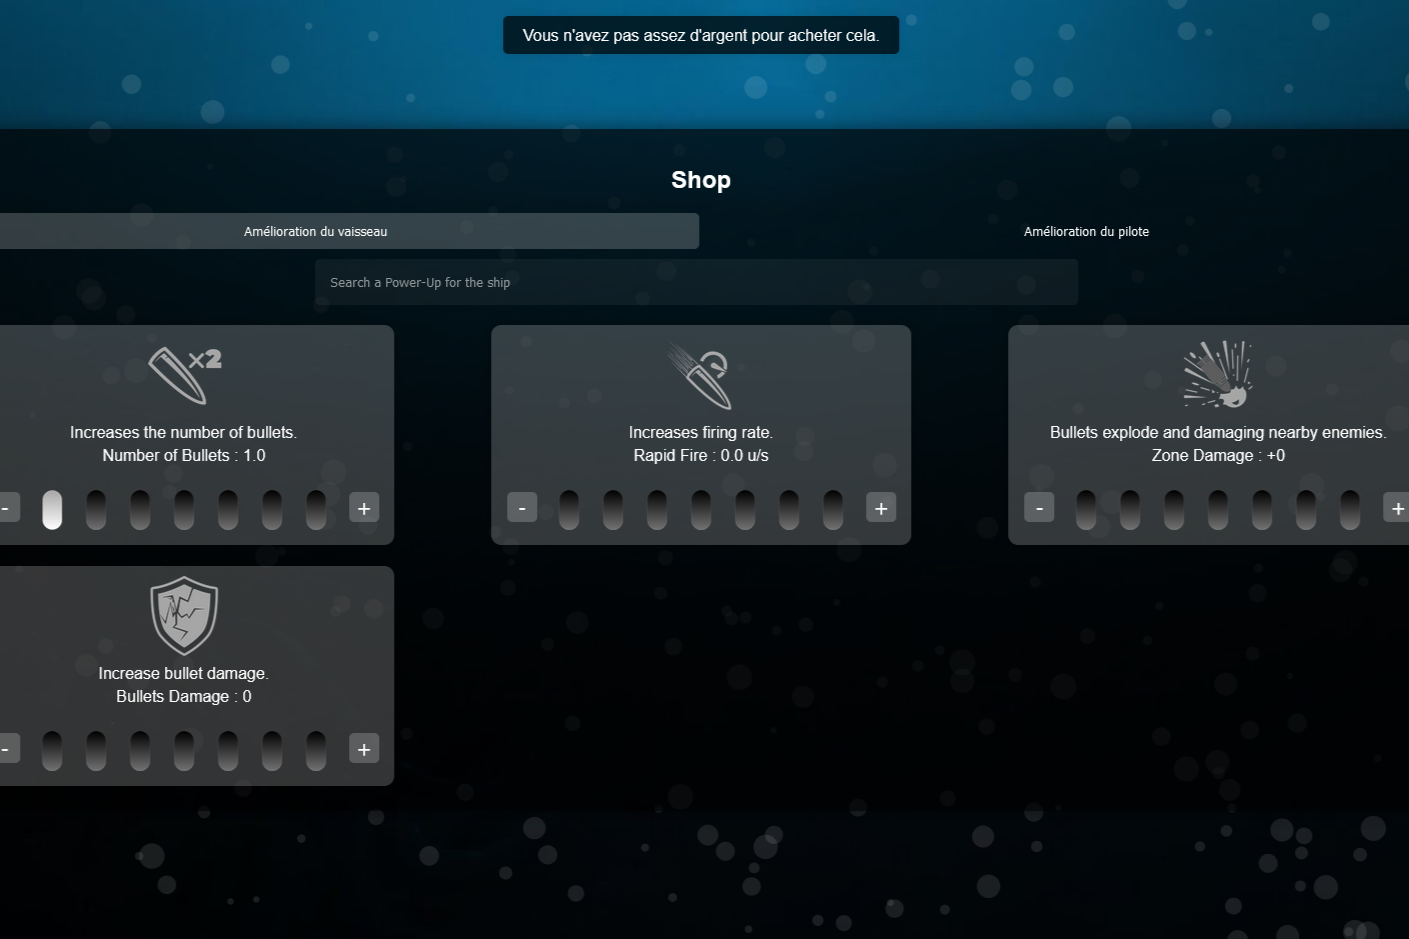 Vous n'avez pas assez d'argent pour acheter cela.
Shop
Amélioration du vaisseau
Amélioration du pilote
Search a Power-Up for the ship
×2
Increases the number of bullets.
Number of Bullets : 1.0
- +
Increases firing rate.
Rapid Fire : 0.0 u/s
- +
Bullets explode and damaging nearby enemies.
Zone Damage : +0
- +
Increase bullet damage.
Bullets Damage : 0
- +